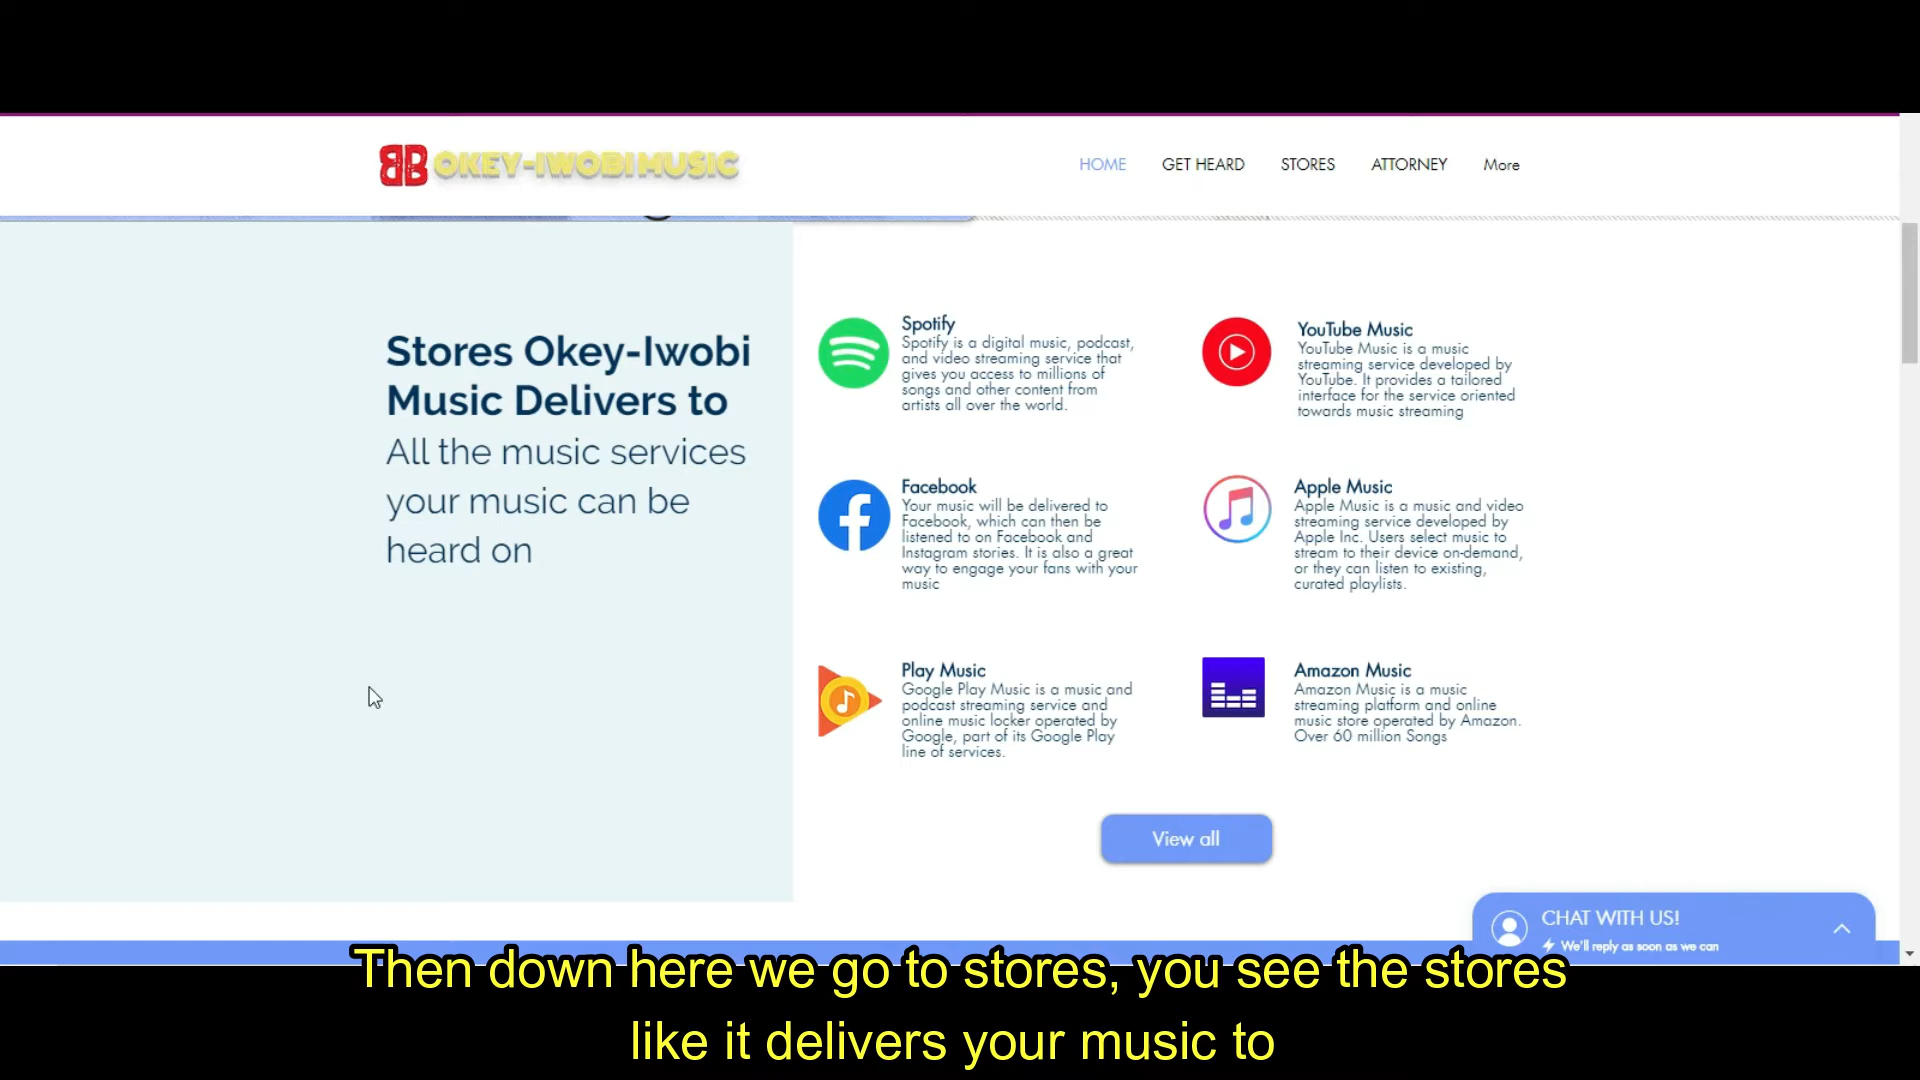 OKEY-IWOBI MUSIC
HOME GET HEARD STORES ATTORNEY More
Stores Okey-Iwobi
Music Delivers to
All the music services
your music can be
heard on
Spotify
Spotify is a digital music, podcast,
and video streaming service that
gives you access to millions of
songs and other content from
artists all over the world.
YouTube Music
YouTube Music is a music
streaming service developed by
YouTube. It provides a tailored
interface for the service oriented
towards music streaming
Facebook
Your music will be delivered to
Facebook, which can then be
listened to on Facebook and
Instagram stories. It is also a great
way to engage your fans with your
music
Apple Music
Apple Music is a music and video
streaming service developed by
Apple Inc. Users select music to
stream to their device on-demand,
or they can listen to existing,
curated playlists.
Play Music
Google Play Music is a music and
podcast streaming service and
online music locker operated by
Google, part of its Google Play
line of services.
Amazon Music
Amazon Music is a music
streaming platform and online
music store operated by Amazon.
Over 60 million Songs
View all
CHAT WITH US!
We'll reply as soon as we can
Then down here we go to stores, you see the stores
like it delivers your music to